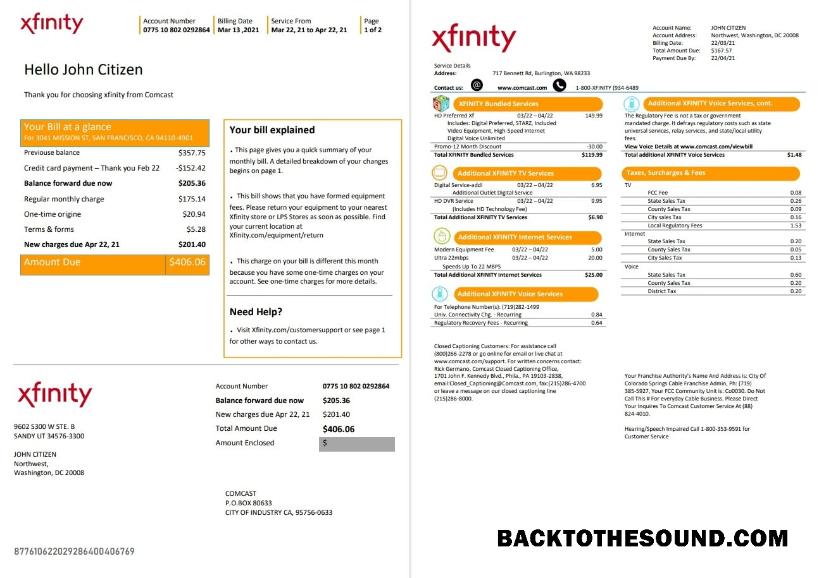 xfinity
Account Number
0775 10 802 0292864
Billing Date
Mar 13 ,2021
Service From
Mar 22, 21 to Apr 22, 21
Page
1 of 2
Hello John Citizen
Thank you for choosing xfinity from Comcast
Your Bill at a glance
For 3041 MISSION ST, SAN FRANCISCO, CA 94110-4901
Previouse balance $357.75
Credit card payment – Thank you Feb 22 -$152.42
Balance forward due now $205.36
Regular monthly charge $175.14
One-time origine $20.94
Terms & forms $5.28
New charges due Apr 22, 21 $201.40
Amount Due $406.06
Your bill explained
• This page gives you a quick summary of your
monthly bill. A detailed breakdown of your changes
begins on page 1.
• This bill shows that you have formed equipment
fees. Please return your equipment to your nearest
Xfinity store or LPS Stores as soon as possible. Find
your current location at
Xfinity.com/equipment/return
• This charge on your bill is different this month
because you have some one-time charges on your
account. See one-time charges for more details.
Need Help?
• Visit Xfinity.com/customersupport or see page 1
for other ways to contact us.
xfinity
9602 S300 W STE. B
SANDY UT 34576-3300
JOHN CITIZEN
Northwest,
Washington, DC 20008
Account Number 0775 10 802 0292864
Balance forward due now $205.36
New charges due Apr 22, 21 $201.40
Total Amount Due $406.06
Amount Enclosed $
COMCAST
P.O.BOX 80633
CITY OF INDUSTRY CA, 95756-0633
87761062202928640040 6769
xfinity
Account Name: JOHN CITIZEN
Account Address: Northwest, Washington, DC 20008
Billing Date: 22/03/21
Total Amount Due: $167.57
Payment Due By: 22/04/21
Service Details
Address: 717 Bennett Rd, Burlington, WA 98233
Contact us: @ www.comcast.com 1-800-XFINITY (934-6489
XFINITY Bundled Services
HD Preferred Xf 03/22 – 04/22 149.99
Includes: Digital Preferred, STARZ, Included
Video Equipment, High-Speed Internet
Digital Voice Unlimited
Promo-12 Month Discount -30.00
Total XFINITY Bundled Services $119.99
Additional XFINITY TV Services
Digital Service-addl 03/22 – 04/22 6.95
Additional Outlet Digital Service
HD DVR Service 03/22 – 04/22 1.95
(Includes HD Technology Fee)
Total Additional XFINITY TV Services $6.90
Additional XFINITY Internet Services
Modern Equipment Fee 03/22 – 04/22 5.00
Ultra 22mbps 03/22 – 04/22 20.00
Speeds Up To 22 MBPS
Total Additional XFINITY Internet Services $25.00
Additional XFINITY Voice Services
For Telephone Number(s): (719)282-1499
Univ. Connectivity Chg. - Recurring 0.84
Regulatory Recovery Fees - Recurring 0.64
Closed Captioning Customers: For assistance call
(800)266-2278 or go online for email or live chat at
www.comcast.com/support. For written concerns contact:
Rick Germano, Comcast Closed Captioning Office,
1701 John F. Kennedy Blvd., Phila., PA 19103-2838,
email:Closed_Captioning@Comcast.com, fax:(215)286-4700
or leave a message on our closed captioning line
(215)286-8000.
Additional XFINITY Voice Services, cont.
The Regulatory Fee is not a tax or government
mandated charge. It defrays regulatory costs such as state
universal services, relay services, and state/local utility
fees.
View Voice Details at www.comcast.com/viewbill
Total additional XFINITY Voice Services $1.48
Taxes, Surcharges & Fees
TV
FCC Fee 0.08
State Sales Tax 0.26
County Sales Tax 0.09
City sales Tax 0.16
Local Regulatory Fees 1.53
Internet
State Sales Tax 0.20
County Sales Tax 0.05
City Sales Tax 0.13
Voice
State Sales Tax 0.60
County Sales Tax 0.20
District Tax 0.20
Your Franchise Authority's Name And Address Is: City Of
Colorado Springs Cable Franchise Admin, Ph: (719)
385-5927, Your FCC Community Unit Is: Co0030. Do Not
Call This # For everyday Cable Business. Please Direct
Your Inquires To Comcast Customer Service At (88)
824-4010.
Hearing/Speech Impaired Call 1-800-353-9591 for
Customer Service
BACKTOTHESOUND.COM